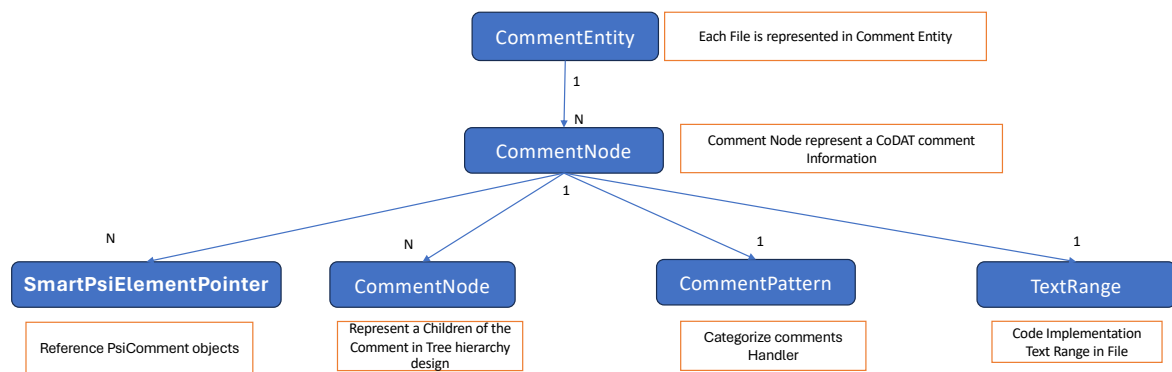 CommentEntity
Each File is represented in Comment Entity
1
N
CommentNode
Comment Node represent a CoDAT comment
Information
1
N
N
1
1
SmartPsiElementPointer
CommentNode
CommentPattern
TextRange
Reference PsiComment objects
Represent a Children of the
Comment in Tree hierarchy
design
Categorize comments
Handler
Code Implementation
Text Range in File